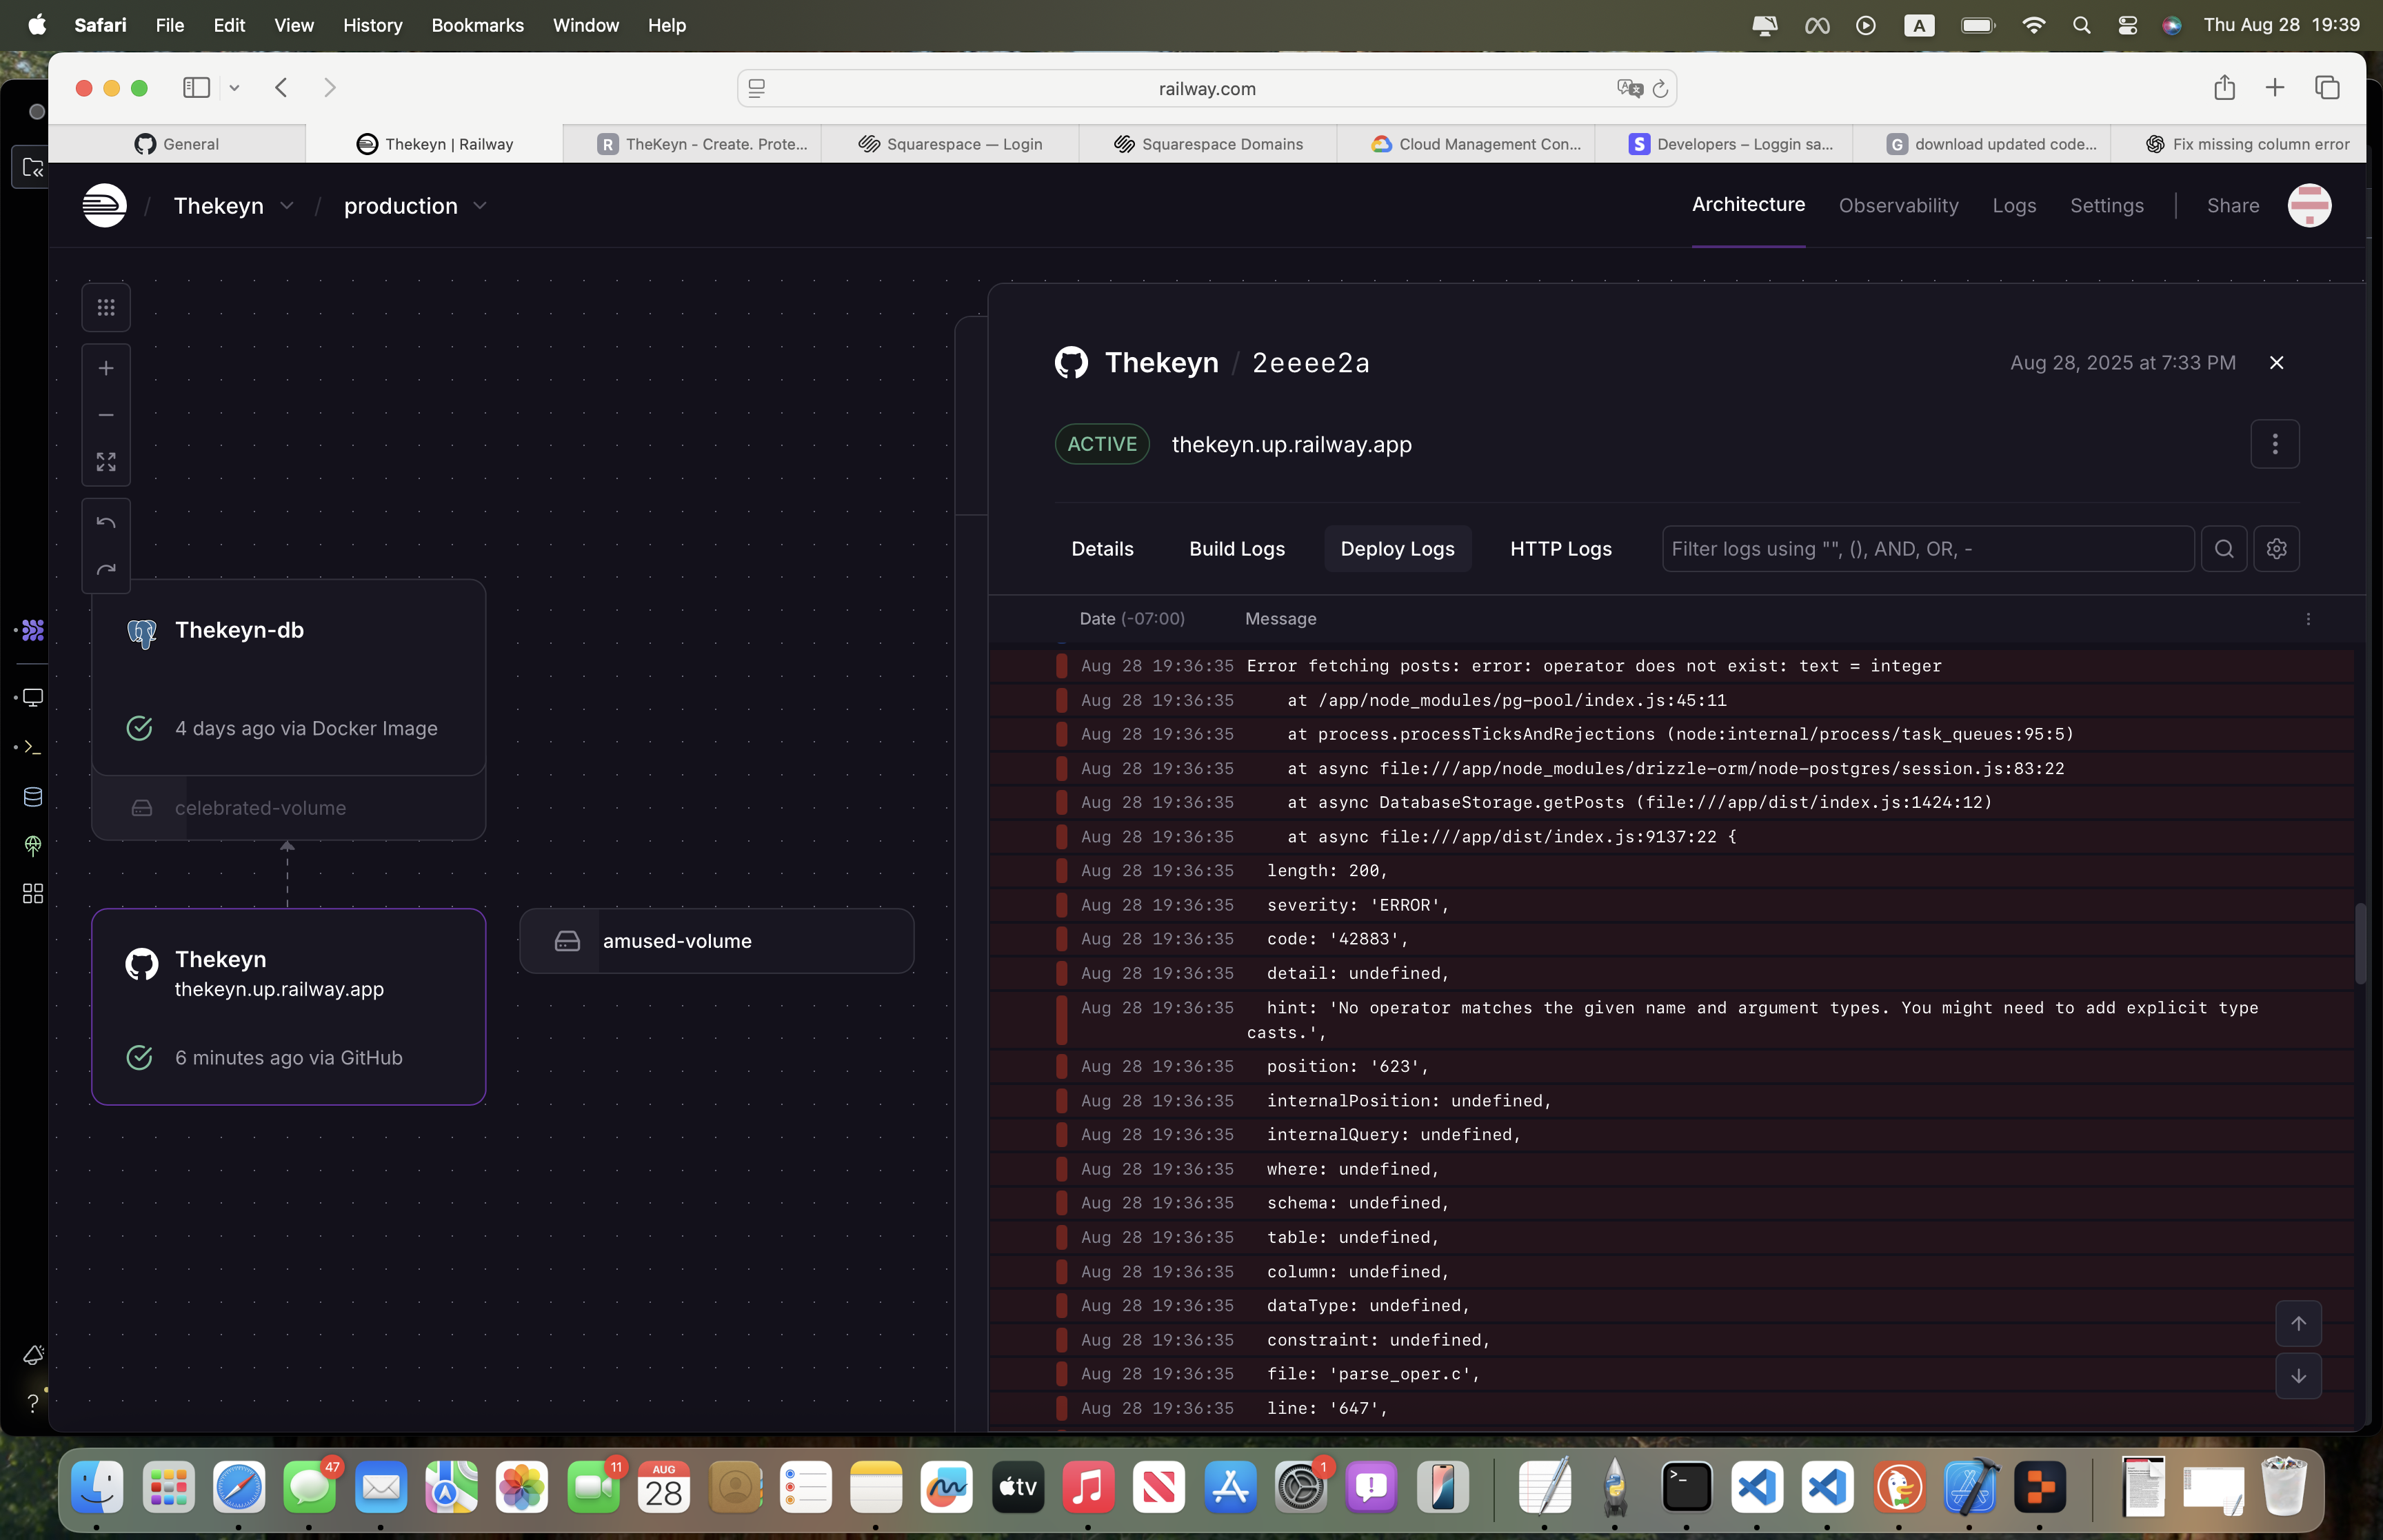 Safari File Edit View History Bookmarks Window Help
A
Thu Aug 28 19:39
railway.com
General
Thekeyn | Railway
R TheKeyn - Create. Prote...
Squarespace — Login
Squarespace Domains
Cloud Management Con...
S Developers – Loggin sa...
G download updated code...
Fix missing column error
/ Thekeyn / production
Architecture Observability Logs Settings | Share
Thekeyn-db
4 days ago via Docker Image
celebrated-volume
Thekeyn
thekeyn.up.railway.app
6 minutes ago via GitHub
amused-volume
Thekeyn / 2eeee2a
Aug 28, 2025 at 7:33 PM
ACTIVE thekeyn.up.railway.app
Details Build Logs Deploy Logs HTTP Logs
Filter logs using "", (), AND, OR, -
Date (-07:00) Message
Aug 28 19:36:35 Error fetching posts: error: operator does not exist: text = integer
Aug 28 19:36:35 at /app/node_modules/pg-pool/index.js:45:11
Aug 28 19:36:35 at process.processTicksAndRejections (node:internal/process/task_queues:95:5)
Aug 28 19:36:35 at async file:///app/node_modules/drizzle-orm/node-postgres/session.js:83:22
Aug 28 19:36:35 at async DatabaseStorage.getPosts (file:///app/dist/index.js:1424:12)
Aug 28 19:36:35 at async file:///app/dist/index.js:9137:22 {
Aug 28 19:36:35 length: 200,
Aug 28 19:36:35 severity: 'ERROR',
Aug 28 19:36:35 code: '42883',
Aug 28 19:36:35 detail: undefined,
Aug 28 19:36:35 hint: 'No operator matches the given name and argument types. You might need to add explicit type
casts.',
Aug 28 19:36:35 position: '623',
Aug 28 19:36:35 internalPosition: undefined,
Aug 28 19:36:35 internalQuery: undefined,
Aug 28 19:36:35 where: undefined,
Aug 28 19:36:35 schema: undefined,
Aug 28 19:36:35 table: undefined,
Aug 28 19:36:35 column: undefined,
Aug 28 19:36:35 dataType: undefined,
Aug 28 19:36:35 constraint: undefined,
Aug 28 19:36:35 file: 'parse_oper.c',
Aug 28 19:36:35 line: '647',
47
11
AUG
28
tv
1